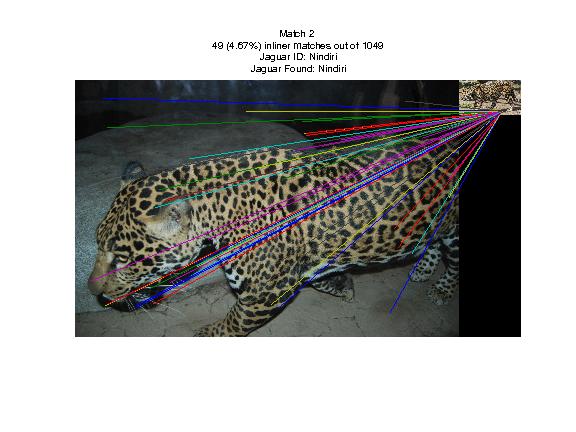 Match 2
49 (4.67%) inliner matches out of 1049
Jaguar ID: Nindiri
Jaguar Found: Nindiri